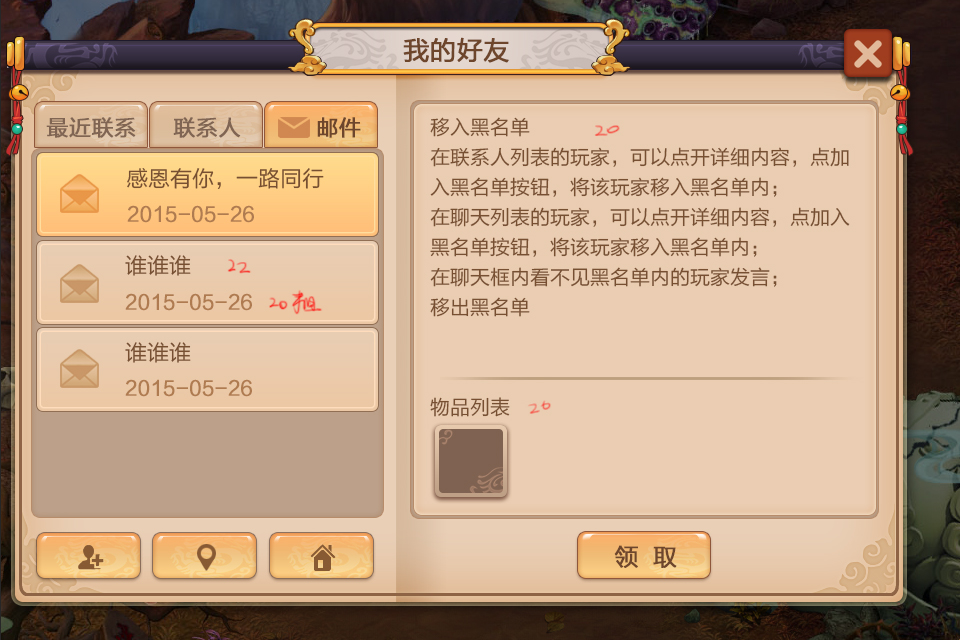 我的好友
最近联系 联系人 邮件
感恩有你，一路同行
2015-05-26
谁谁谁 22
2015-05-26 20粗
谁谁谁
2015-05-26
移入黑名单 20
在联系人列表的玩家，可以点开详细内容，点加
入黑名单按钮，将该玩家移入黑名单内；
在聊天列表的玩家，可以点开详细内容，点加入
黑名单按钮，将该玩家移入黑名单内；
在聊天框内看不见黑名单内的玩家发言；
移出黑名单
物品列表 20
领取